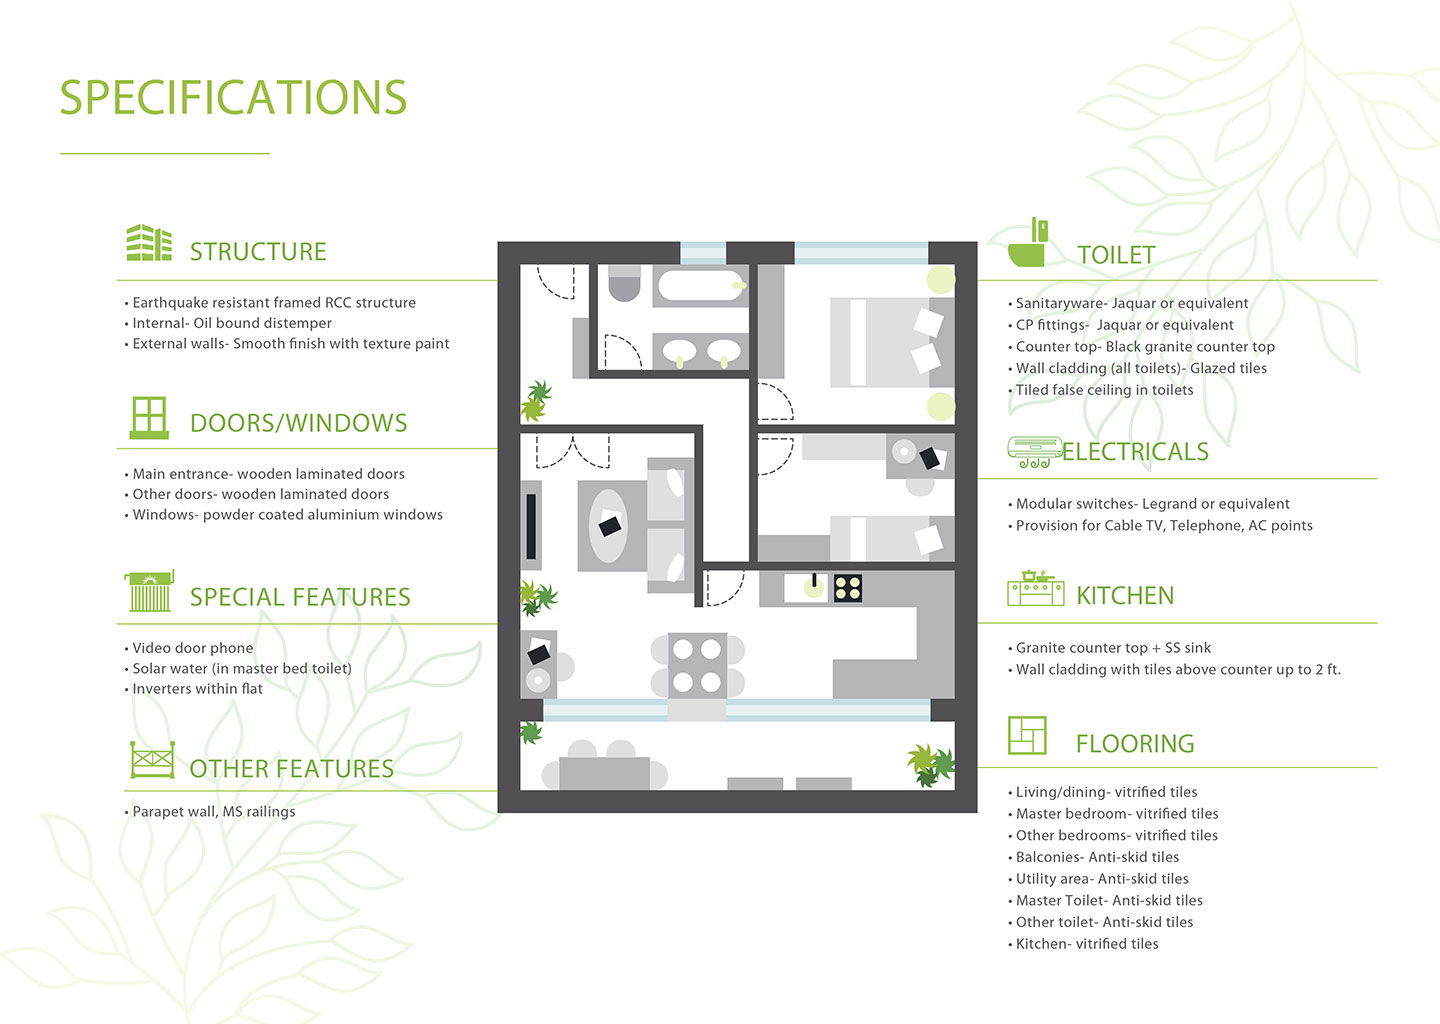 SPECIFICATIONS
STRUCTURE
• Earthquake resistant framed RCC structure
• Internal- Oil bound distemper
• External walls- Smooth finish with texture paint
DOORS/WINDOWS
• Main entrance- wooden laminated doors
• Other doors- wooden laminated doors
• Windows- powder coated aluminium windows
SPECIAL FEATURES
• Video door phone
• Solar water (in master bed toilet)
• Inverters within flat
OTHER FEATURES
• Parapet wall, MS railings
TOILET
• Sanitaryware- Jaquar or equivalent
• CP fittings- Jaquar or equivalent
• Counter top- Black granite counter top
• Wall cladding (all toilets)- Glazed tiles
• Tiled false ceiling in toilets
ELECTRICALS
• Modular switches- Legrand or equivalent
• Provision for Cable TV, Telephone, AC points
KITCHEN
• Granite counter top + SS sink
• Wall cladding with tiles above counter up to 2 ft.
FLOORING
• Living/dining- vitrified tiles
• Master bedroom- vitrified tiles
• Other bedrooms- vitrified tiles
• Balconies- Anti-skid tiles
• Utility area- Anti-skid tiles
• Master Toilet- Anti-skid tiles
• Other toilet- Anti-skid tiles
• Kitchen- vitrified tiles